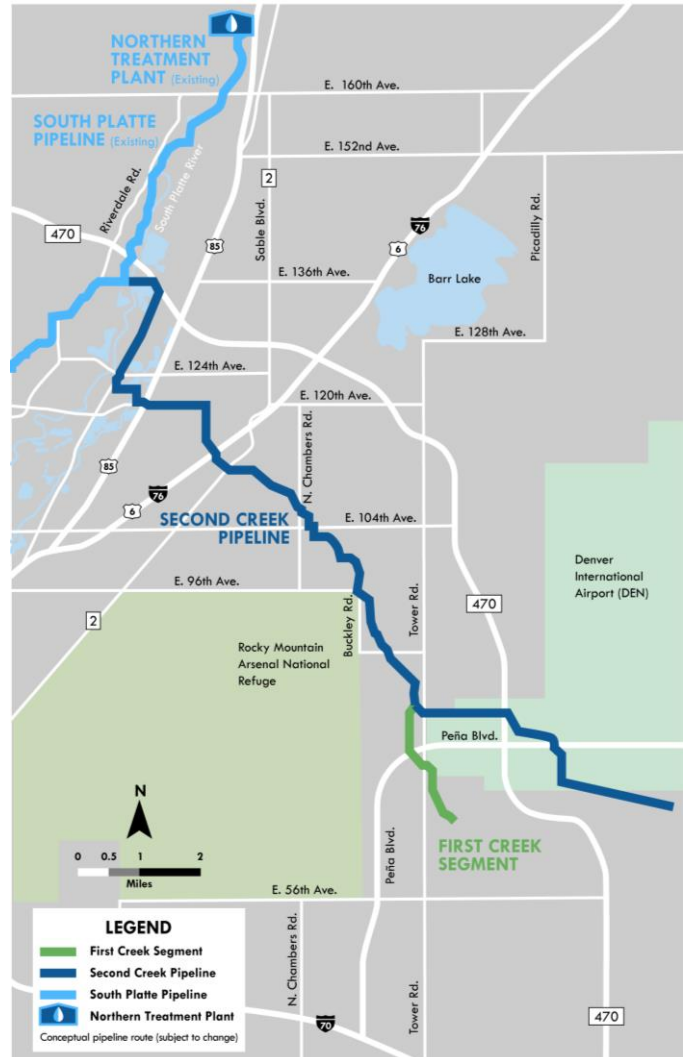 NORTHERN
TREATMENT
PLANT (Existing)
E. 160th Ave.
SOUTH PLATTE
PIPELINE (Existing)
E. 152nd Ave.
Riverdale Rd.
South Platte River
2
Sable Blvd.
Picadilly Rd.
470
85
76
6
E. 136th Ave.
Barr Lake
E. 128th Ave.
E. 124th Ave.
E. 120th Ave.
85
76
6
N. Chambers Rd.
SECOND CREEK
PIPELINE
E. 104th Ave.
Denver
International
Airport (DEN)
E. 96th Ave.
Buckley Rd.
Tower Rd.
470
2
Rocky Mountain
Arsenal National
Refuge
Peña Blvd.
N
0 0.5 1 2
Miles
FIRST CREEK
SEGMENT
Peña Blvd.
E. 56th Ave.
N. Chambers Rd.
Tower Rd.
470
70
LEGEND
First Creek Segment
Second Creek Pipeline
South Platte Pipeline
Northern Treatment Plant
Conceptual pipeline route (subject to change)